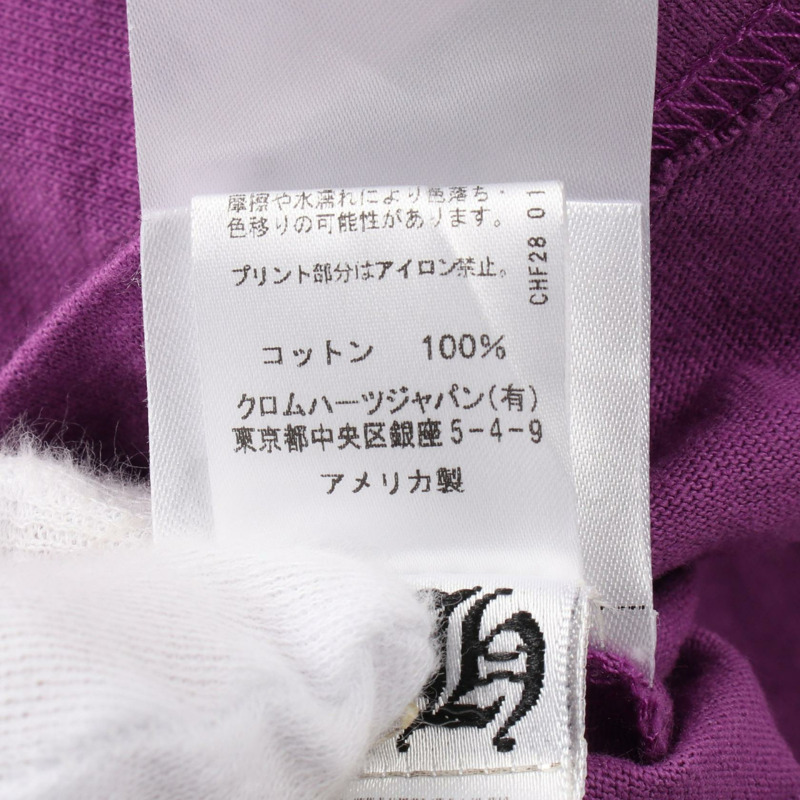 摩擦や水濡れにより色落ち・
色移りの可能性があります。
プリント部分はアイロン禁止。
CHF28 01
コットン 100%
クロムハーツジャパン(有)
東京都中央区銀座5-4-9
アメリカ製
H